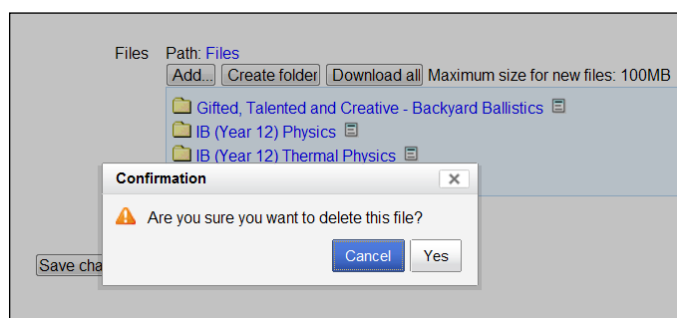 Files Path: Files
Add... Create folder Download all Maximum size for new files: 100MB
Gifted, Talented and Creative - Backyard Ballistics
IB (Year 12) Physics
IB (Year 12) Thermal Physics
Confirmation
Are you sure you want to delete this file?
Cancel Yes
Save cha